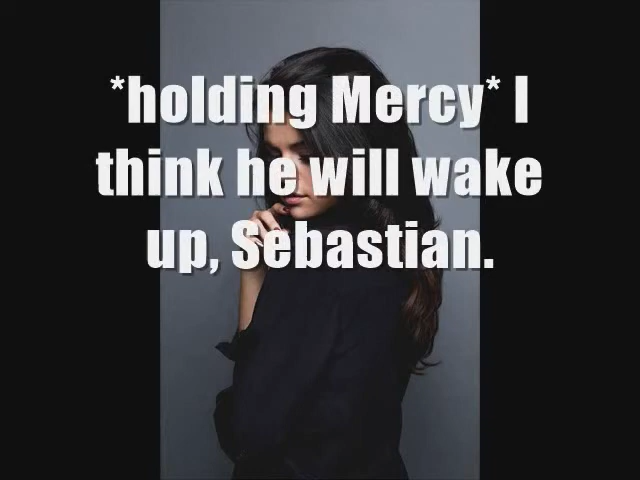 *holding Mercy* I
think he will wake
up, Sebastian.